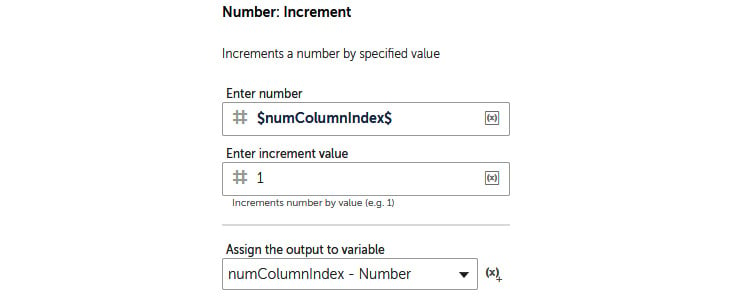 Number: Increment
Increments a number by specified value
Enter number
# $numColumnIndex$ (x)
Enter increment value
# 1 (x)
Increments number by value (e.g. 1)
Assign the output to variable
numColumnIndex - Number (x)+